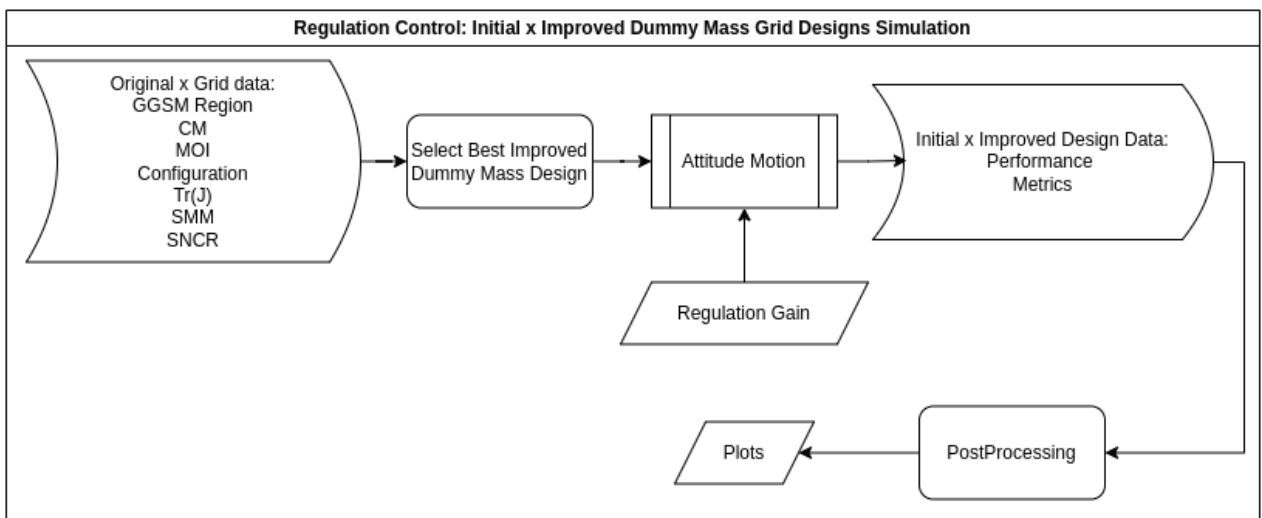 Regulation Control: Initial x Improved Dummy Mass Grid Designs Simulation
Original x Grid data:
GGSM Region
CM
MOI
Configuration
Tr(J)
SMM
SNCR
Select Best Improved
Dummy Mass Design
Attitude Motion
Initial x Improved Design Data:
Performance
Metrics
Regulation Gain
Plots
PostProcessing